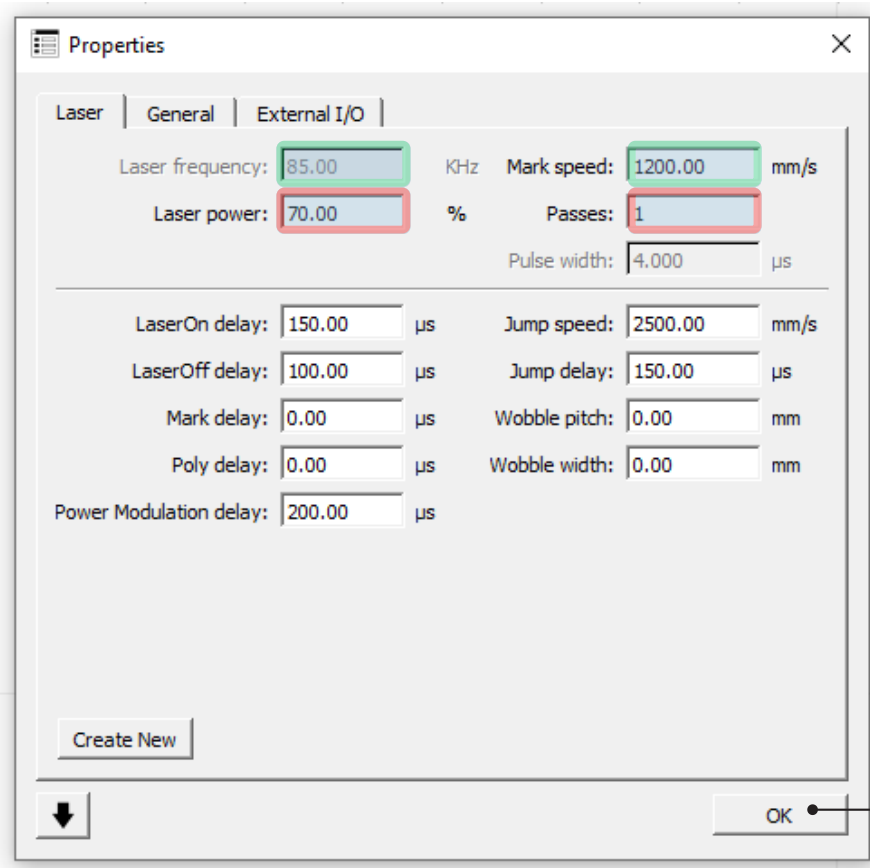 Properties
Laser General External I/O
Laser frequency: 85.00 KHz Mark speed: 1200.00 mm/s
Laser power: 70.00 % Passes: 1
Pulse width: 4.000 µs
LaserOn delay: 150.00 µs Jump speed: 2500.00 mm/s
LaserOff delay: 100.00 µs Jump delay: 150.00 µs
Mark delay: 0.00 µs Wobble pitch: 0.00 mm
Poly delay: 0.00 µs Wobble width: 0.00 mm
Power Modulation delay: 200.00 µs
Create New
OK